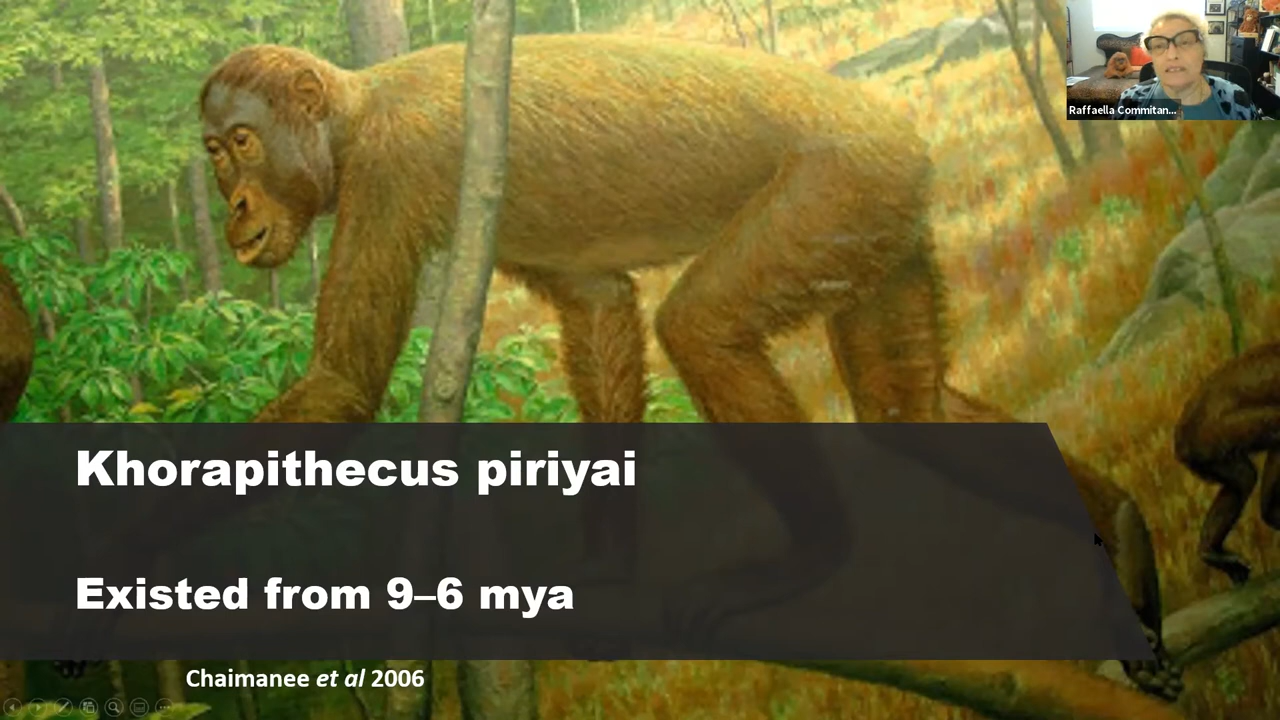 Raffaella Commitan...
Khorapithecus piriyai
Existed from 9–6 mya
Chaimanee et al 2006